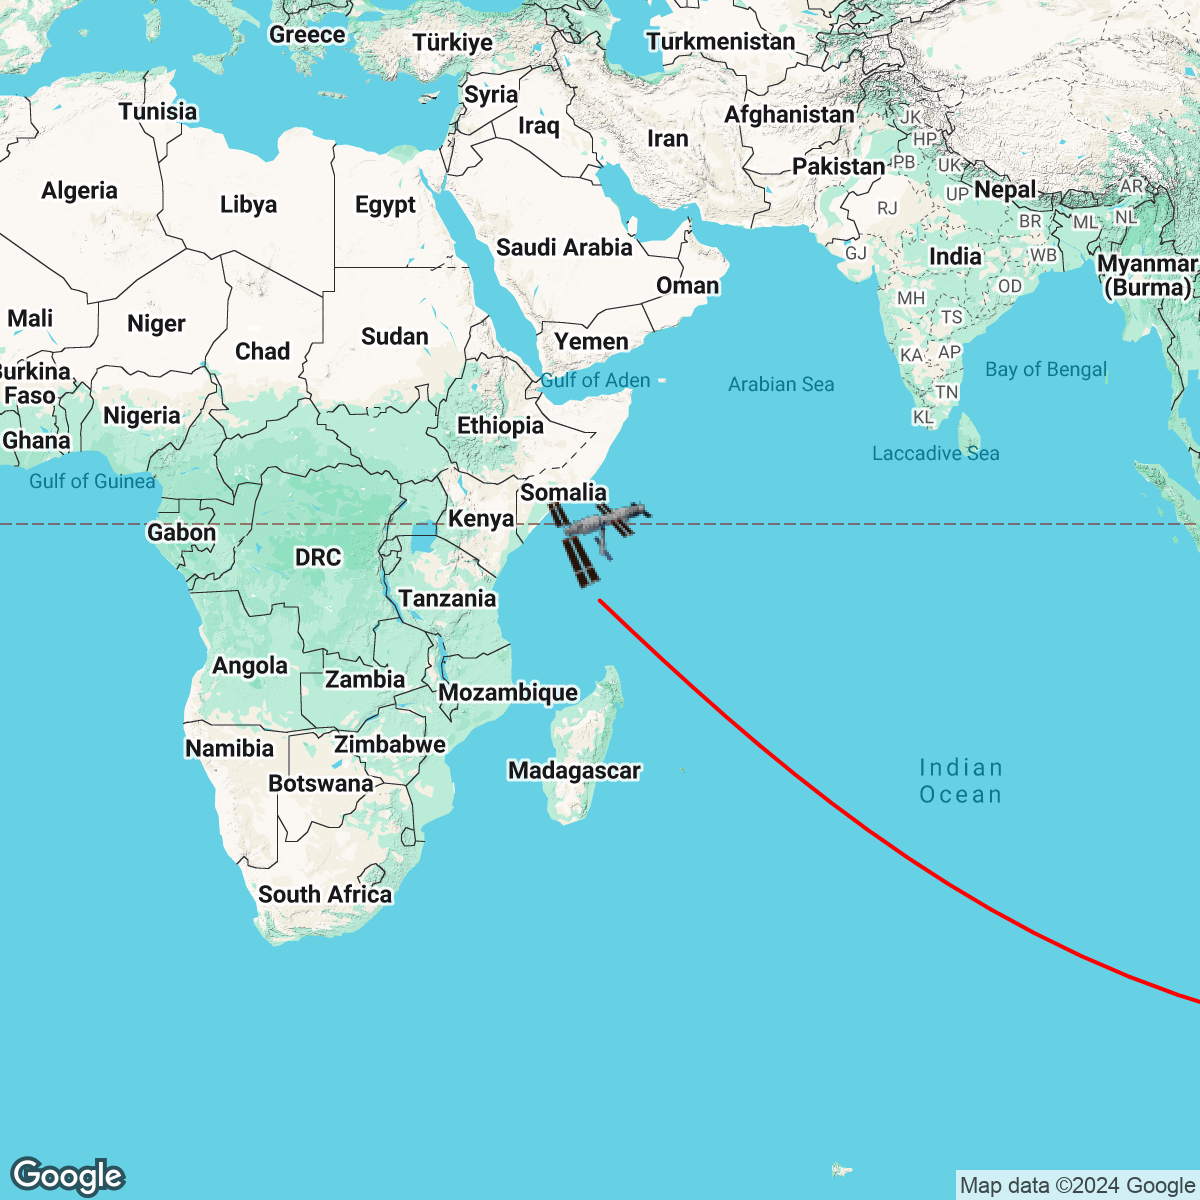 Greece
Türkiye
Turkmenistan
Syria
Tunisia
Iraq
Iran
Afghanistan
JK
HP
Pakistan
PB
UK
Algeria
Libya
Egypt
RJ
UP
Nepal
AR
BR
ML
NL
Saudi Arabia
GJ
India
WB
Myanmar
(Burma)
Oman
MH
OD
Mali
Niger
Chad
Sudan
Yemen
TS
KA
AP
Burkina
Faso
Gulf of Aden
Arabian Sea
Bay of Bengal
TN
Nigeria
Ethiopia
KL
Ghana
Laccadive Sea
Gulf of Guinea
Somalia
Kenya
Gabon
DRC
Tanzania
Angola
Zambia
Mozambique
Namibia
Zimbabwe
Botswana
Madagascar
Indian
Ocean
South Africa
Google
Map data ©2024 Google